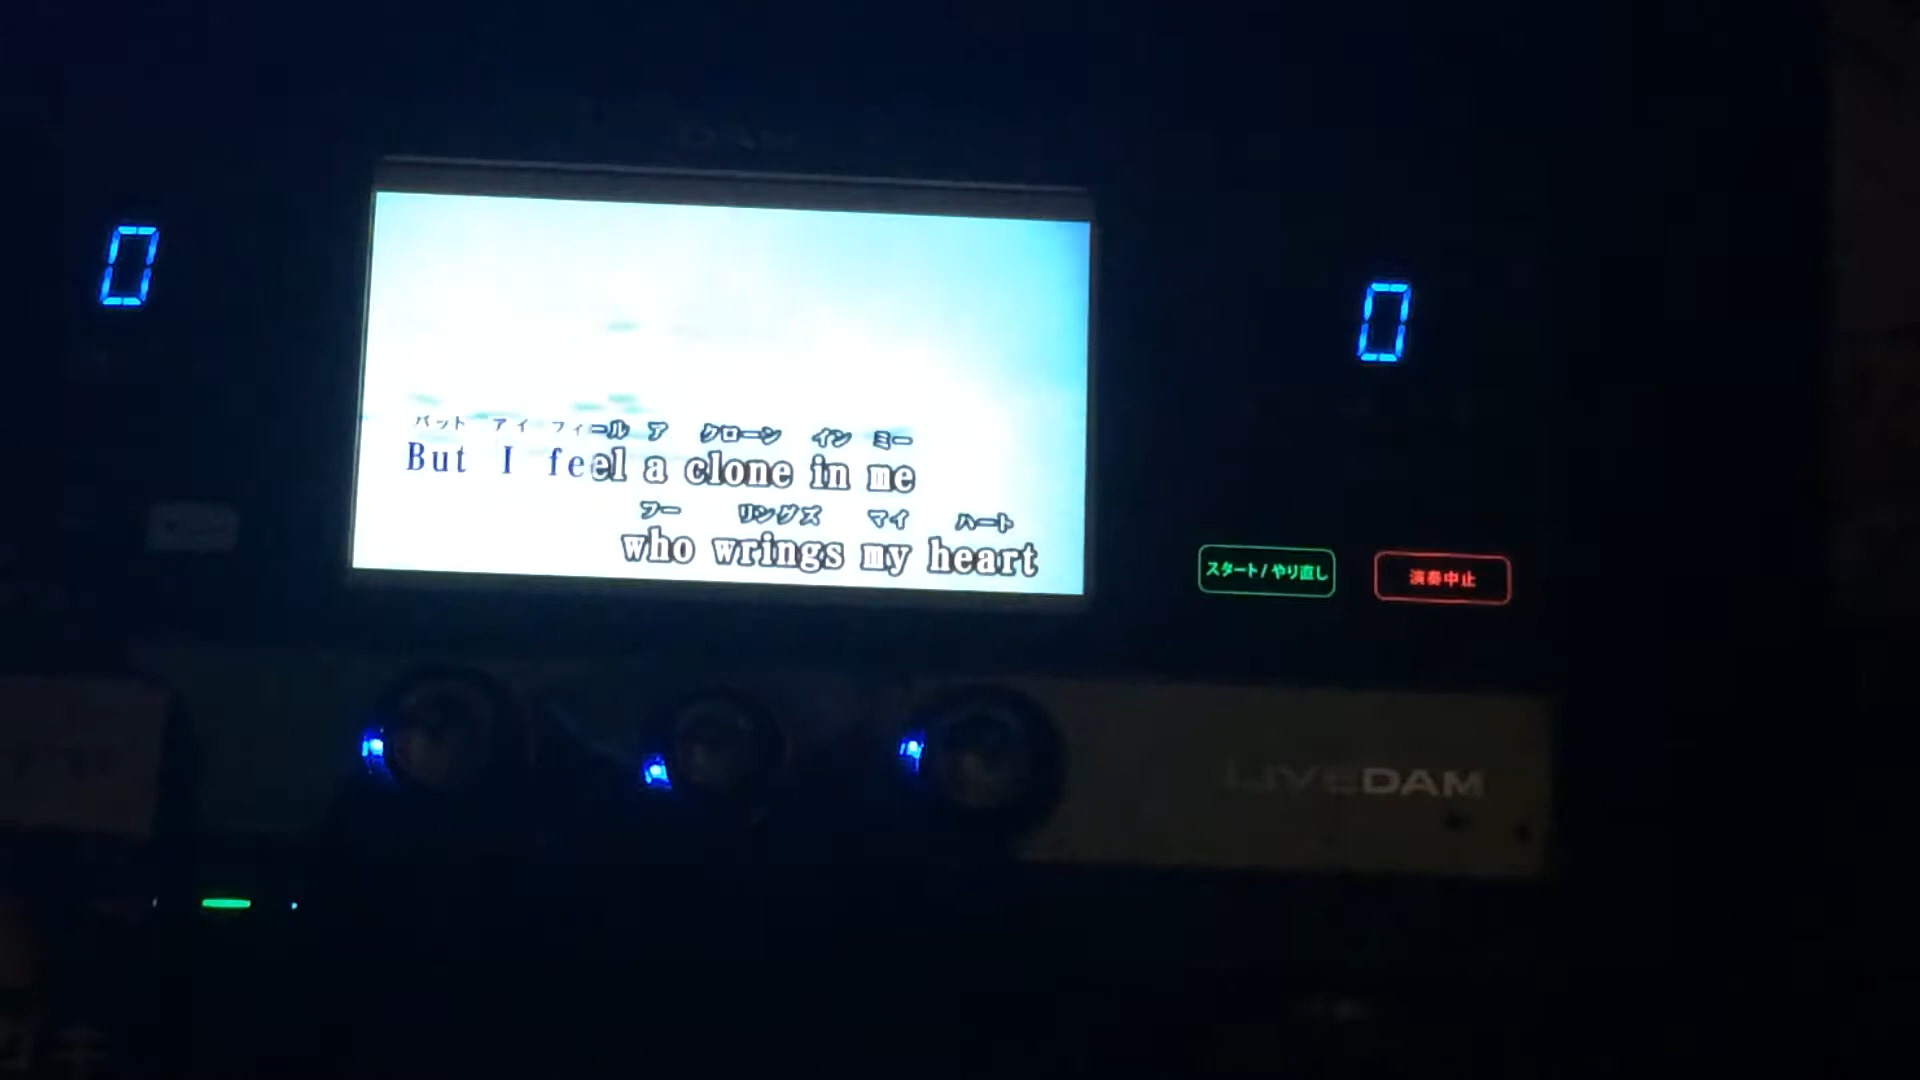 0
0
バット アイ フィール ア クローン イン ミー
But I feel a clone in me
フー リングズ マイ ハート
who wrings my heart
スタート/やり直し
演奏中止
LIVEDAM